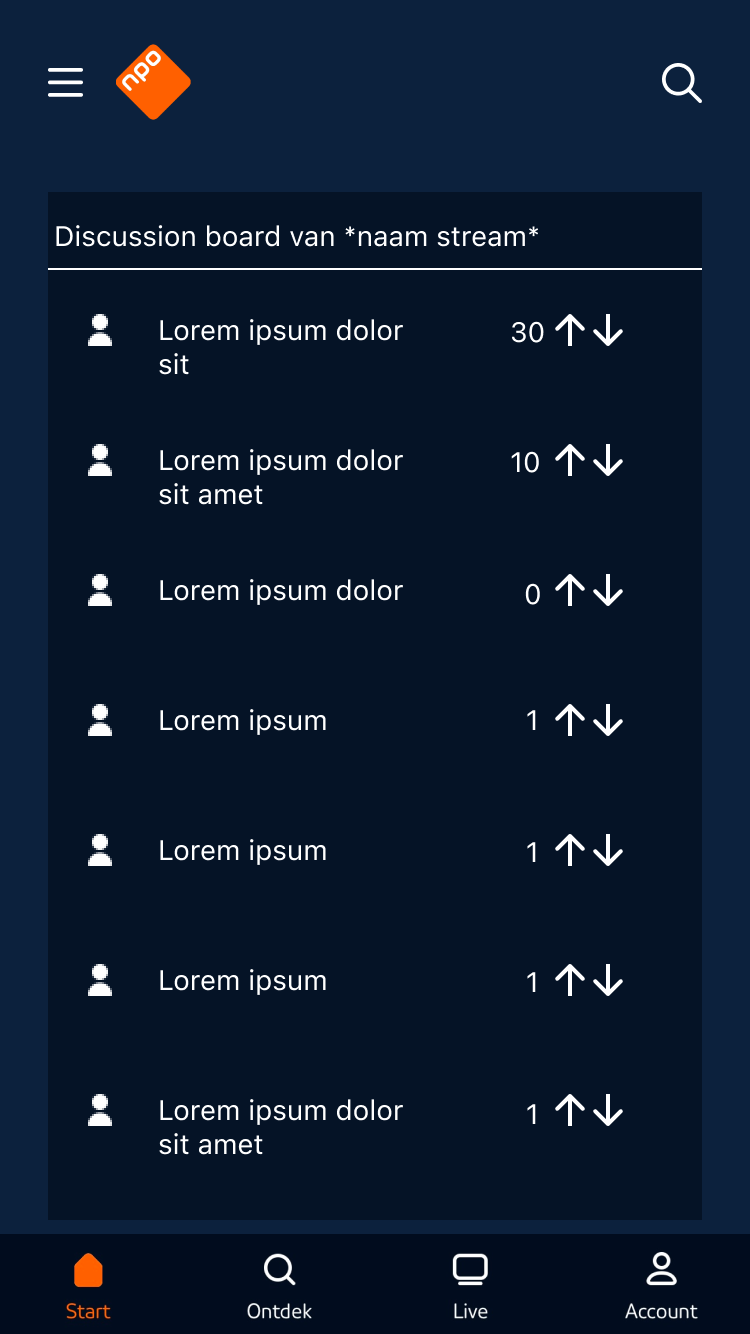 npo
Discussion board van *naam stream*
Lorem ipsum dolor
sit
30
Lorem ipsum dolor
sit amet
10
Lorem ipsum dolor
0
Lorem ipsum
1
Lorem ipsum
1
Lorem ipsum
1
Lorem ipsum dolor
sit amet
1
Start
Ontdek
Live
Account